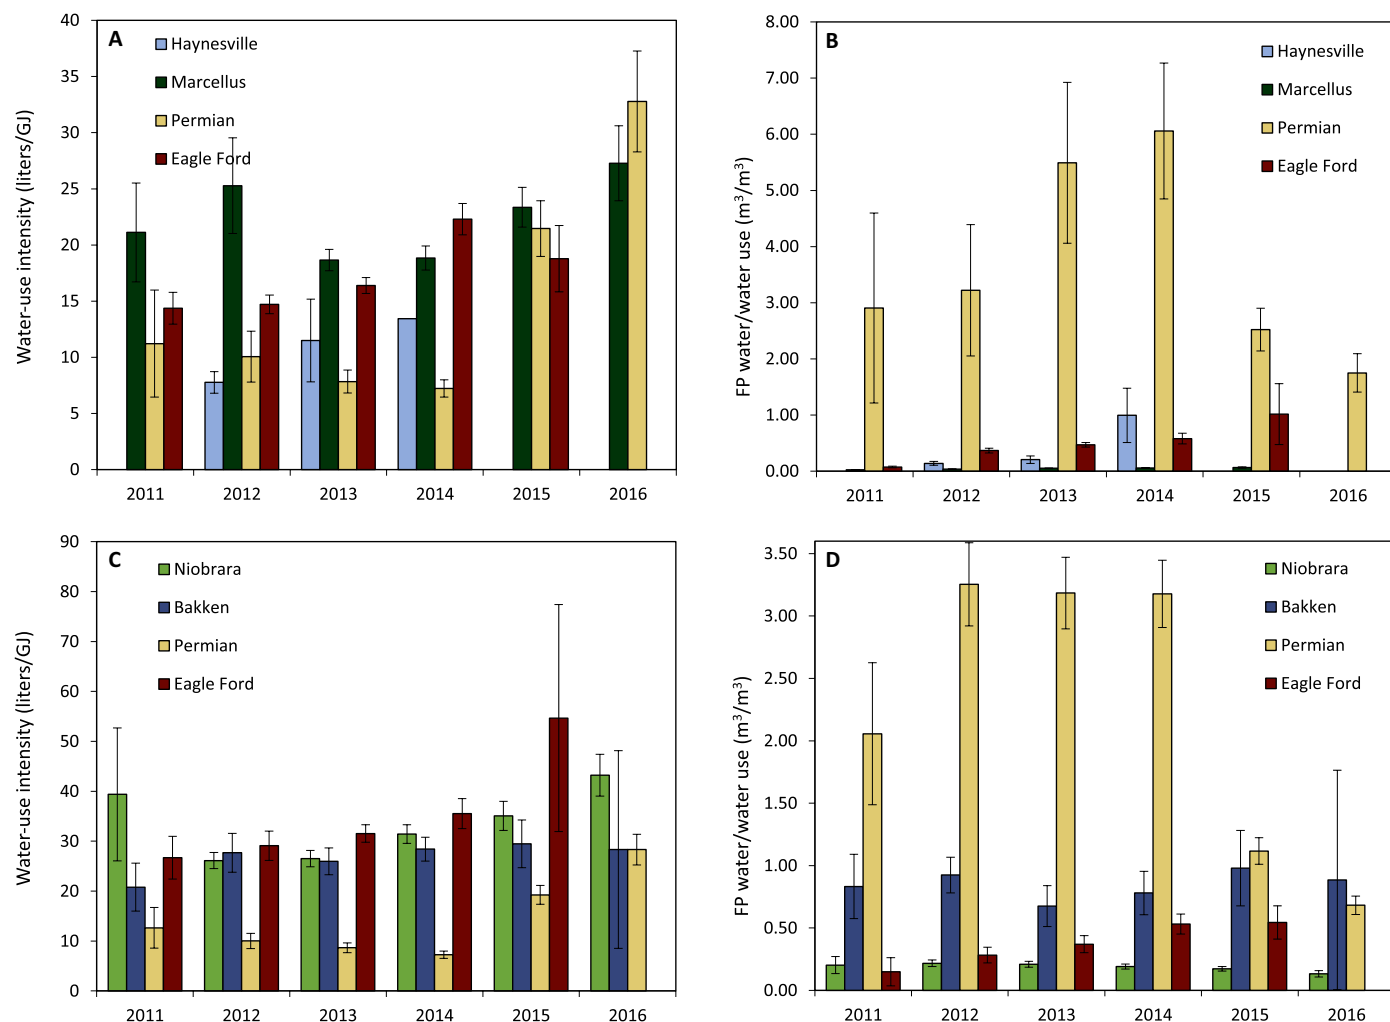 A
Water-use intensity (liters/GJ)
40
35
30
25
20
15
10
5
0
Haynesville
Marcellus
Permian
Eagle Ford
2011 2012 2013 2014 2015 2016
B
FP water/water use (m³/m³)
8.00
7.00
6.00
5.00
4.00
3.00
2.00
1.00
0.00
Haynesville
Marcellus
Permian
Eagle Ford
2011 2012 2013 2014 2015 2016
C
Water-use intensity (liters/GJ)
90
80
70
60
50
40
30
20
10
0
Niobrara
Bakken
Permian
Eagle Ford
2011 2012 2013 2014 2015 2016
D
FP water/water use (m³/m³)
3.50
3.00
2.50
2.00
1.50
1.00
0.50
0.00
Niobrara
Bakken
Permian
Eagle Ford
2011 2012 2013 2014 2015 2016